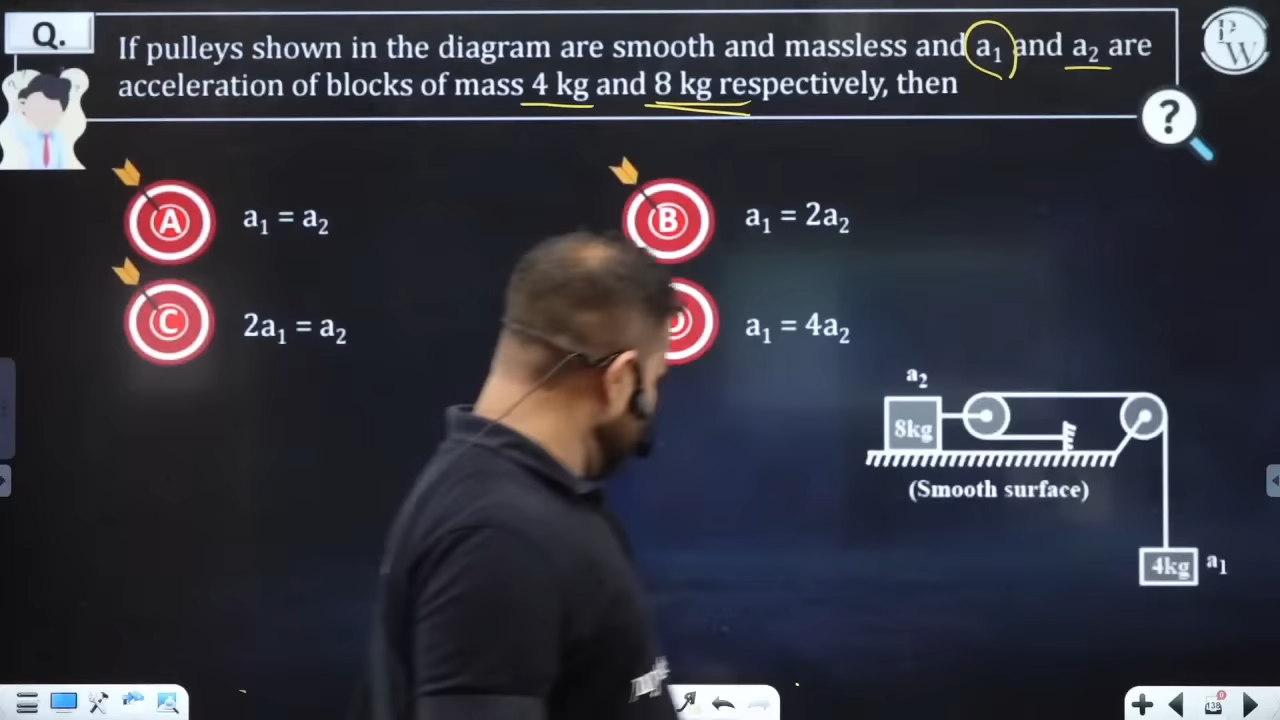 Q.
If pulleys shown in the diagram are smooth and massless and a₁ and a₂ are
acceleration of blocks of mass 4 kg and 8 kg respectively, then
PW
?
A a₁ = a₂
B a₁ = 2a₂
C 2a₁ = a₂
D a₁ = 4a₂
a₂
8kg
(Smooth surface)
4kg a₁
138